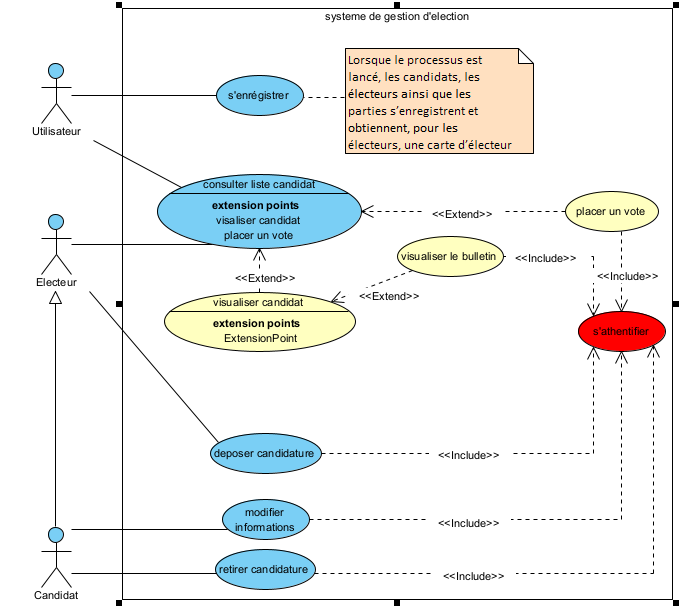 systeme de gestion d'election
Lorsque le processus est
lancé, les candidats, les
électeurs ainsi que les
parties s'enregistrent et
obtiennent, pour les
électeurs, une carte d'électeur
s'enrégistrer
Utilisateur
consulter liste candidat
extension points
visaliser candidat
placer un vote
<<Extend>>
placer un vote
visualiser le bulletin
<<Include>>
<<Include>>
Electeur
<<Extend>>
<<Extend>>
visualiser candidat
extension points
ExtensionPoint
s'athentifier
deposer candidature
<<Include>>
modifier
informations
<<Include>>
retirer candidature
<<Include>>
Candidat